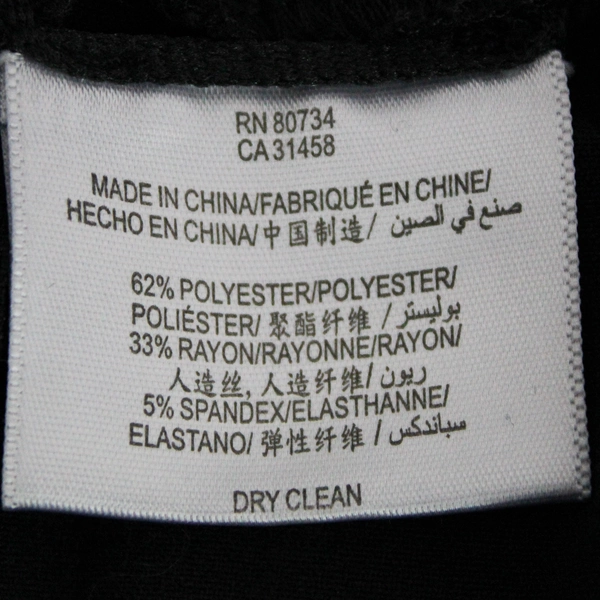 RN 80734
CA 31458
MADE IN CHINA/FABRIQUÉ EN CHINE/
HECHO EN CHINA/中国制造/ صنع في الصين
62% POLYESTER/POLYESTER/
POLIÉSTER/ 聚酯纤维 / بوليستر
33% RAYON/RAYONNE/RAYON/
人造丝, 人造纤维/ ريون
5% SPANDEX/ELASTHANNE/
ELASTANO/ 弹性纤维 / سباندكس
DRY CLEAN